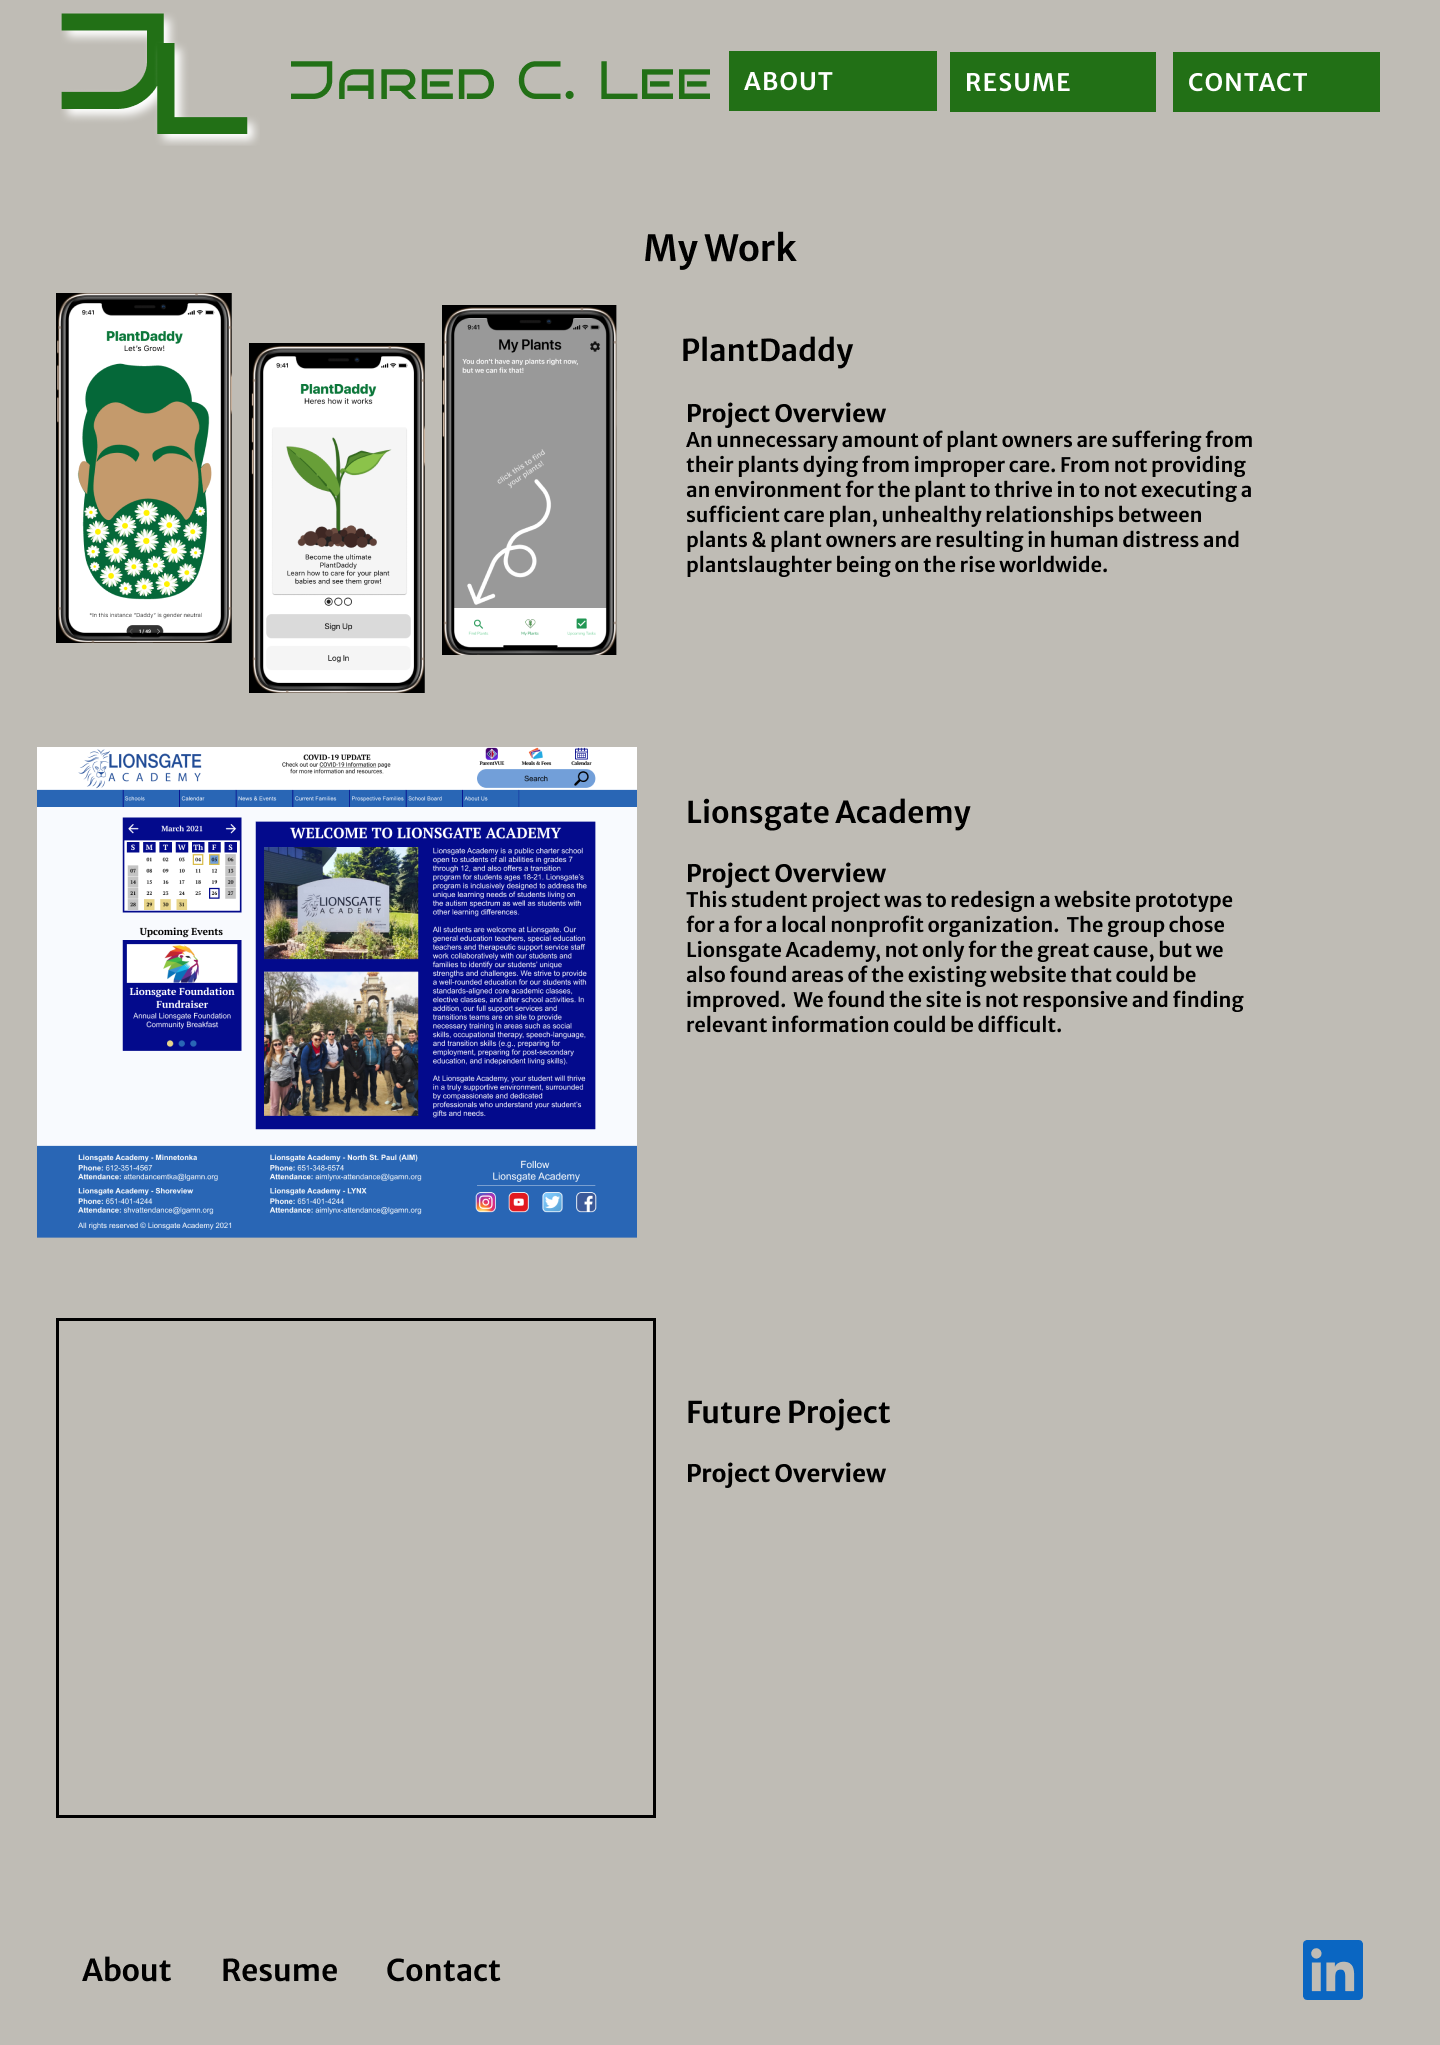 JL
JARED C. LEE
ABOUT
RESUME
CONTACT
My Work
9:41
PlantDaddy
Let's Grow!
*In this instance "Daddy" is gender neutral
1 / 48
9:41
PlantDaddy
Heres how it works
Become the ultimate
PlantDaddy
Learn how to care for your plant
babies and see them grow!
Sign Up
Log In
9:41
My Plants
You don't have any plants right now,
but we can fix that!
click this to find
your plants!
My Plants
PlantDaddy
Project Overview
An unnecessary amount of plant owners are suffering from
their plants dying from improper care. From not providing
an environment for the plant to thrive in to not executing a
sufficient care plan, unhealthy relationships between
plants & plant owners are resulting in human distress and
plantslaughter being on the rise worldwide.
LIONSGATE
ACADEMY
COVID-19 UPDATE
Check out our COVID-19 Information page
for more information and resources
ParentVUE
Meals & Fees
Calendar
Search
Schools
Calendar
News & Events
Current Families
Prospective Families
School Board
About Us
March 2021
S M T W Th F S
01 02 03 04 05 06
07 08 09 10 11 12 13
14 15 16 17 18 19 20
21 22 23 24 25 26 27
28 29 30 31
Upcoming Events
Lionsgate Foundation
Fundraiser
Annual Lionsgate Foundation
Community Breakfast
WELCOME TO LIONSGATE ACADEMY
LIONSGATE
ACADEMY
Lionsgate Academy is a public charter school
open to students of all abilities in grades 7
through 12, and also offers a transition
program for students ages 18-21. Lionsgate's
program is inclusively designed to address the
unique learning needs of students living on
the autism spectrum as well as students with
other learning differences.
All students are welcome at Lionsgate. Our
general education teachers, special education
teachers and therapeutic support service staff
work collaboratively with our students and
families to identify our students' unique
strengths and challenges. We strive to provide
a well-rounded education for our students with
standards-aligned core academic classes,
elective classes, and after school activities. In
addition, our full support services and
transitions teams are on site to provide
necessary training in areas such as social
skills, occupational therapy, speech-language,
and transition skills (e.g., preparing for
employment, preparing for post-secondary
education, and independent living skills).
At Lionsgate Academy, your student will thrive
in a truly supportive environment, surrounded
by compassionate and dedicated
professionals who understand your student's
gifts and needs.
Lionsgate Academy - Minnetonka
Phone: 612-351-4567
Attendance: attendancemtka@lgamn.org
Lionsgate Academy - Shoreview
Phone: 651-401-4244
Attendance: shvattendance@lgamn.org
All rights reserved © Lionsgate Academy 2021
Lionsgate Academy - North St. Paul (AIM)
Phone: 651-348-6574
Attendance: aimlynx-attendance@lgamn.org
Lionsgate Academy - LYNX
Phone: 651-401-4244
Attendance: aimlynx-attendance@lgamn.org
Follow
Lionsgate Academy
Lionsgate Academy
Project Overview
This student project was to redesign a website prototype
for a for a local nonprofit organization.  The group chose
Lionsgate Academy, not only for the great cause, but we
also found areas of the existing website that could be
improved.  We found the site is not responsive and finding
relevant information could be difficult.
Future Project
Project Overview
About
Resume
Contact
in